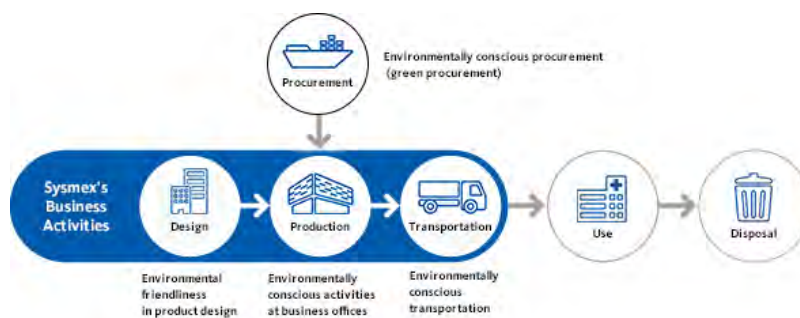 Environmentally conscious procurement
(green procurement)
Procurement
Sysmex's
Business
Activities
Design
Production
Transportation
Use
Disposal
Environmental
friendliness
in product design
Environmentally
conscious activities
at business offices
Environmentally
conscious
transportation